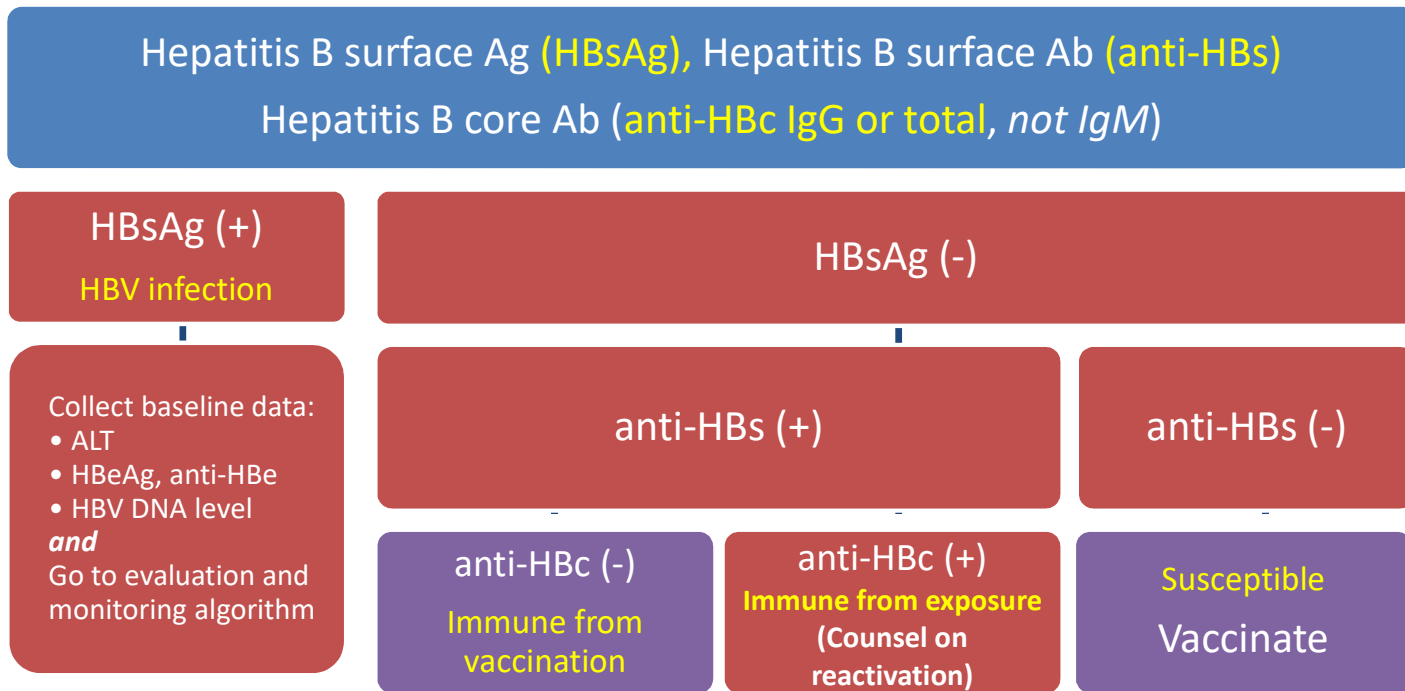 Hepatitis B surface Ag (HBsAg), Hepatitis B surface Ab (anti-HBs)
Hepatitis B core Ab (anti-HBc IgG or total, not IgM)
HBsAg (+)
HBV infection
HBsAg (-)
Collect baseline data:
• ALT
• HBeAg, anti-HBe
• HBV DNA level
and
Go to evaluation and
monitoring algorithm
anti-HBs (+)
anti-HBs (-)
anti-HBc (-)
Immune from
vaccination
anti-HBc (+)
Immune from exposure
(Counsel on
reactivation)
Susceptible
Vaccinate